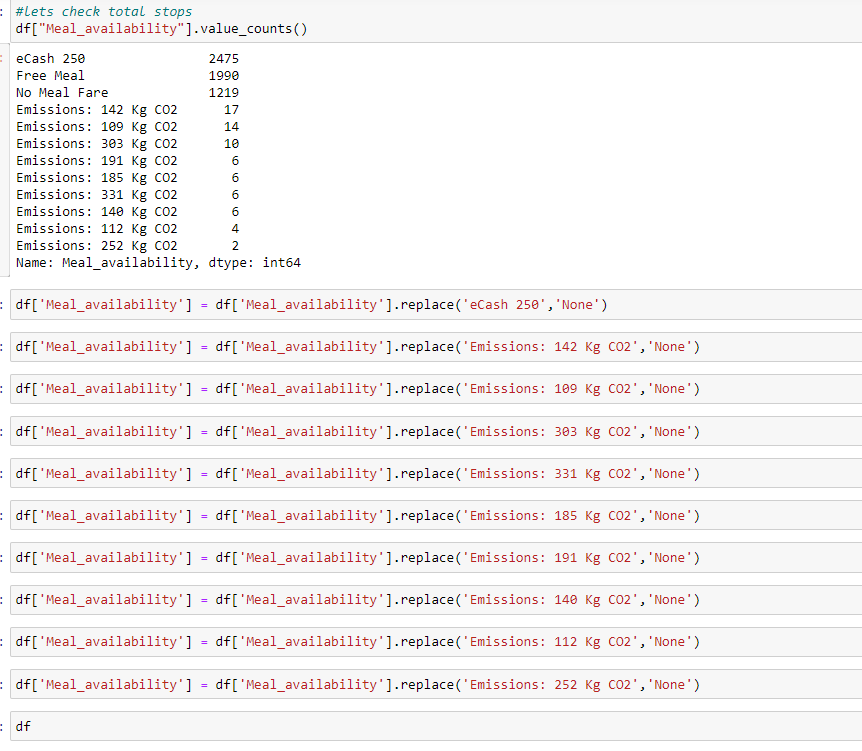 #lets check total stops
df["Meal_availability"].value_counts()
eCash 250                2475
Free Meal                1990
No Meal Fare             1219
Emissions: 142 Kg CO2      17
Emissions: 109 Kg CO2      14
Emissions: 303 Kg CO2      10
Emissions: 191 Kg CO2       6
Emissions: 185 Kg CO2       6
Emissions: 331 Kg CO2       6
Emissions: 140 Kg CO2       6
Emissions: 112 Kg CO2       4
Emissions: 252 Kg CO2       2
Name: Meal_availability, dtype: int64
df['Meal_availability'] = df['Meal_availability'].replace('eCash 250','None')
df['Meal_availability'] = df['Meal_availability'].replace('Emissions: 142 Kg CO2','None')
df['Meal_availability'] = df['Meal_availability'].replace('Emissions: 109 Kg CO2','None')
df['Meal_availability'] = df['Meal_availability'].replace('Emissions: 303 Kg CO2','None')
df['Meal_availability'] = df['Meal_availability'].replace('Emissions: 331 Kg CO2','None')
df['Meal_availability'] = df['Meal_availability'].replace('Emissions: 185 Kg CO2','None')
df['Meal_availability'] = df['Meal_availability'].replace('Emissions: 191 Kg CO2','None')
df['Meal_availability'] = df['Meal_availability'].replace('Emissions: 140 Kg CO2','None')
df['Meal_availability'] = df['Meal_availability'].replace('Emissions: 112 Kg CO2','None')
df['Meal_availability'] = df['Meal_availability'].replace('Emissions: 252 Kg CO2','None')
df